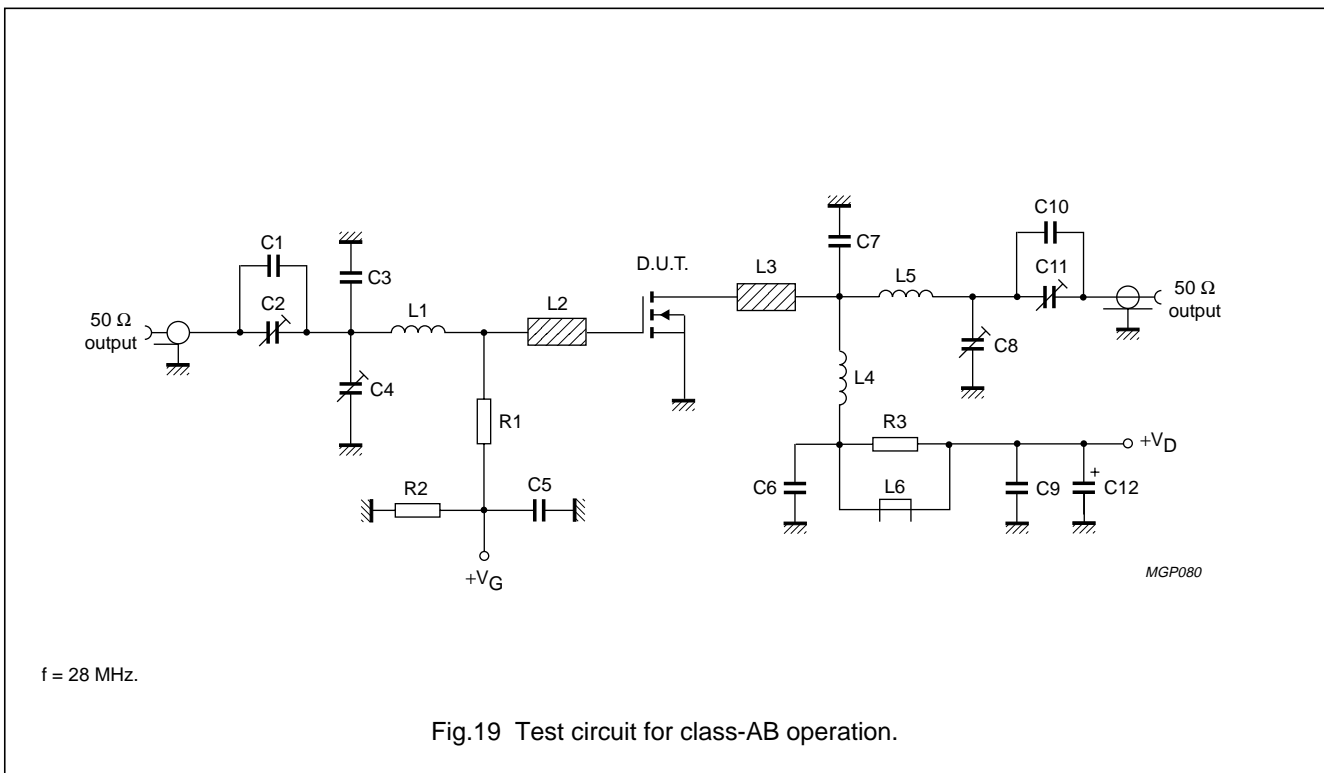 C10
C1
C3
C7
D.U.T.
L3
L5
C11
50 Ω
output
50 Ω
output
C2
L1
L2
C4
C8
L4
R1
R3
+VD
R2
C5
C6
L6
C9
+
C12
+VG
MGP080
f = 28 MHz.
Fig.19 Test circuit for class-AB operation.